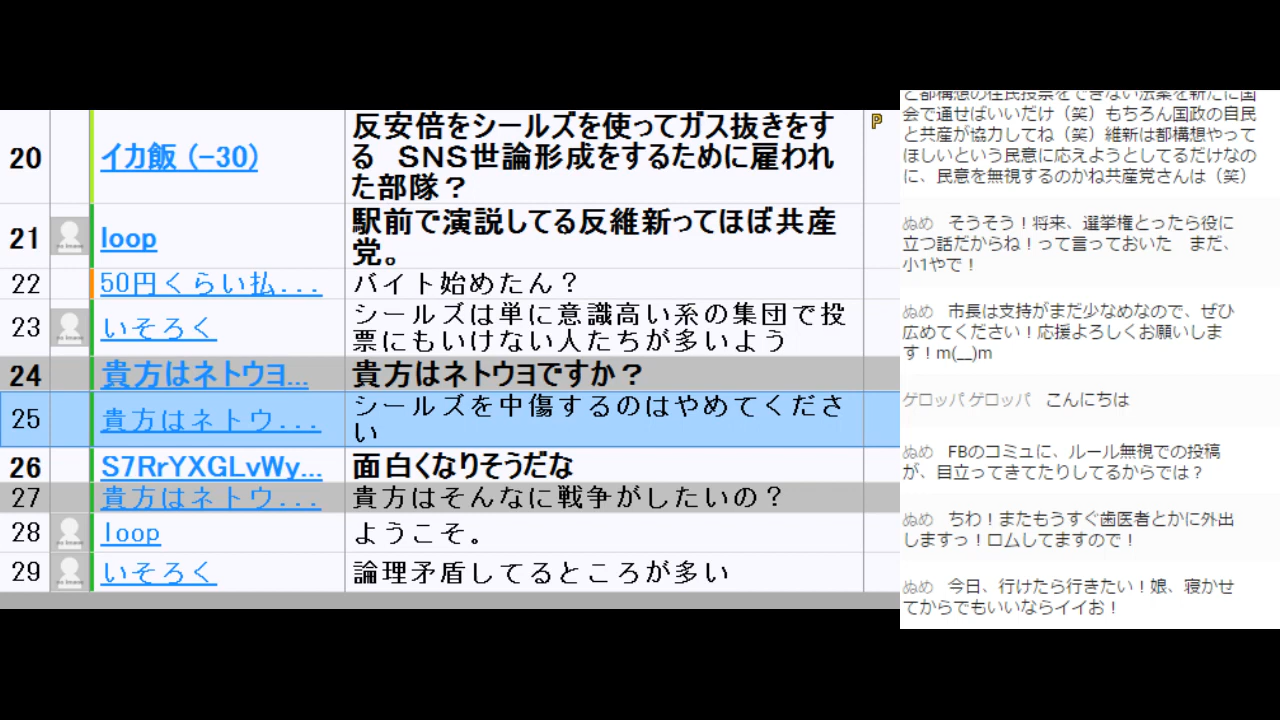 20 イカ飯 (-30) 反安倍をシールズを使ってガス抜きをす
る　SNS世論形成をするために雇われ
た部隊？
P
21 loop 駅前で演説してる反維新ってほぼ共産
党。
22 50円くらい払... バイト始めたん？
23 いそろく シールズは単に意識高い系の集団で投
票にもいけない人たちが多いよう
24 貴方はネトウヨ... 貴方はネトウヨですか？
25 貴方はネトウ... シールズを中傷するのはやめてくださ
い
26 S7RrYXGLvWy... 面白くなりそうだな
27 貴方はネトウ... 貴方はそんなに戦争がしたいの？
28 loop ようこそ。
29 いそろく 論理矛盾してるところが多い
と都構想の住民投票をできない法案を新たに国
会で通せばいいだけ（笑）もちろん国政の自民
と共産が協力してね（笑）維新は都構想やって
ほしいという民意に応えようとしてるだけなの
に、民意を無視するのかね共産党さんは（笑）
ぬめ　そうそう！将来、選挙権とったら役に
立つ話だからね！って言っておいた　まだ、
小1やで！
ぬめ　市長は支持がまだ少なめなので、ぜひ
広めてください！応援よろしくお願いしま
す！m(__)m
ゲロッパゲロッパ　こんにちは
ぬめ　FBのコミュに、ルール無視での投稿
が、目立ってきてたりしてるからでは？
ぬめ　ちわ！またもうすぐ歯医者とかに外出
しますっ！ロムしてますので！
ぬめ　今日、行けたら行きたい！娘、寝かせ
てからでもいいならイイお！